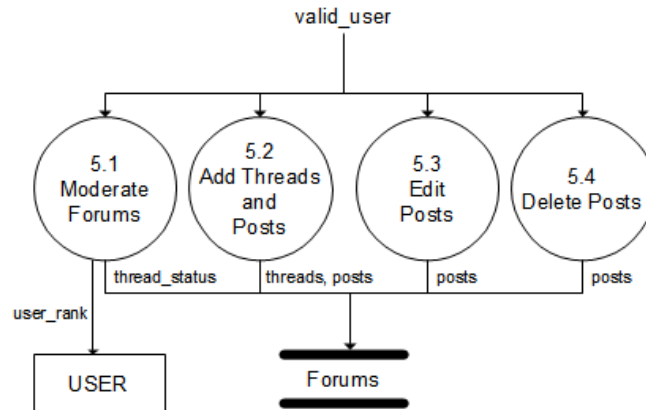 valid_user
5.1
Moderate
Forums
5.2
Add Threads
and
Posts
5.3
Edit
Posts
5.4
Delete Posts
thread_status
threads, posts
posts
posts
user_rank
USER
Forums